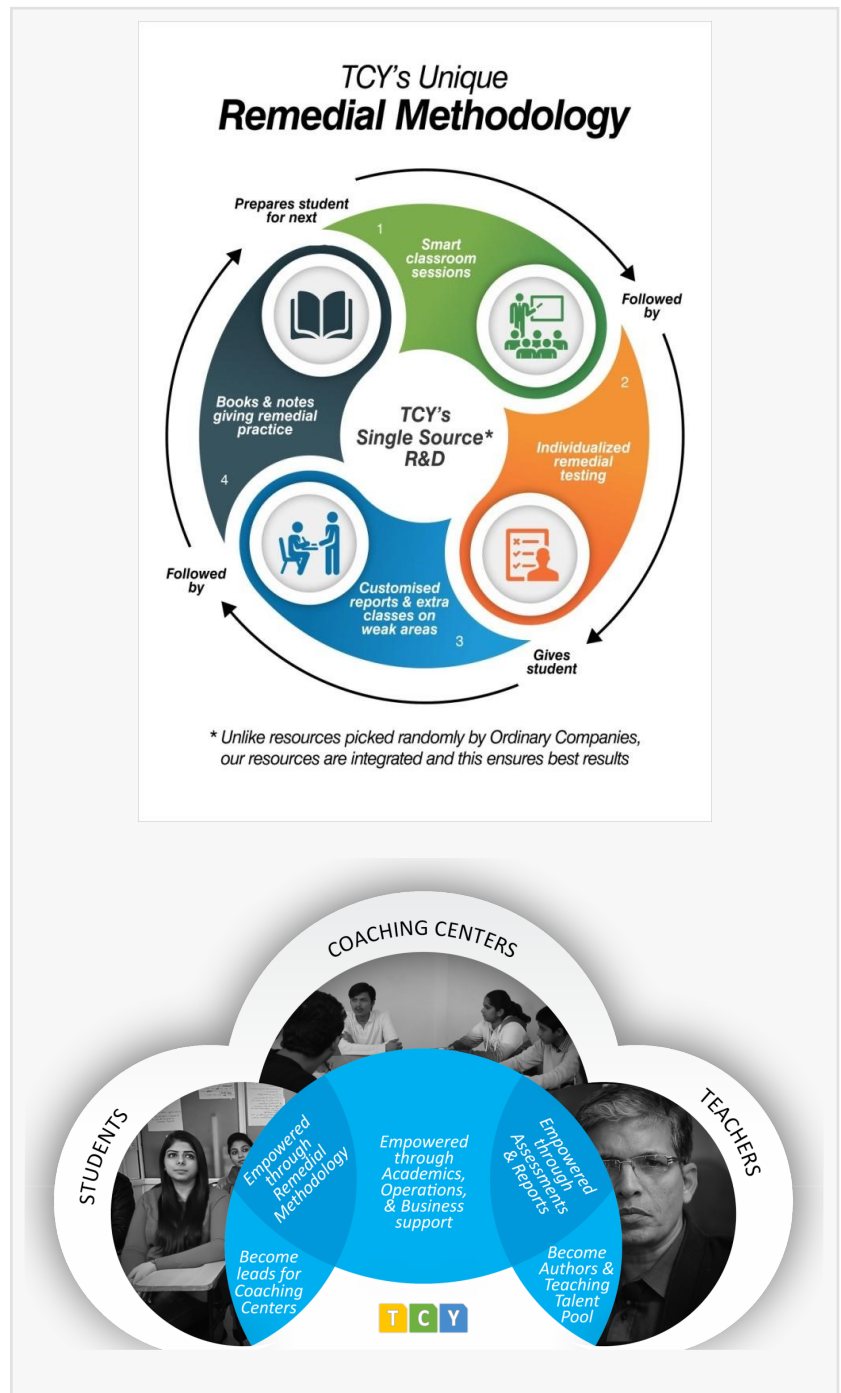 TCY's Unique
Remedial Methodology
Prepares student
for next
1
Smart
classroom
sessions
Followed
by
2
Individualized
remedial
testing
Gives
student
3
Customised
reports & extra
classes on
weak areas
Followed
by
4
Books & notes
giving remedial
practice
TCY's
Single Source*
R&D
* Unlike resources picked randomly by Ordinary Companies,
our resources are integrated and this ensures best results
COACHING CENTERS
STUDENTS
TEACHERS
Empowered
through
Remedial
Methodology
Empowered
through
Academics,
Operations,
& Business
support
Empowered
through
Assessments
& Reports
Become
leads for
Coaching
Centers
Become
Authors &
Teaching
Talent
Pool
TCY